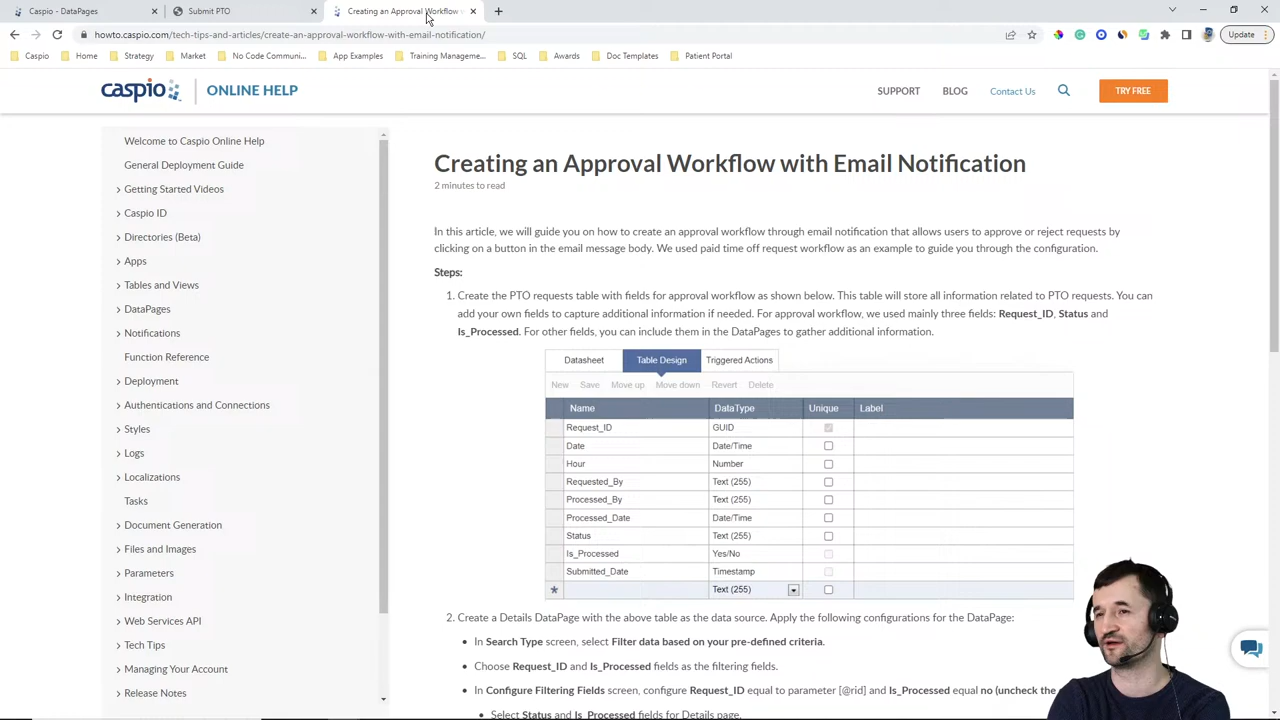 Caspio - DataPages
Submit PTO
Creating an Approval Workflow
howto.caspio.com/tech-tips-and-articles/create-an-approval-workflow-with-email-notification/
Update
Caspio
Home
Strategy
Market
No Code Communi...
App Examples
Training Manageme...
SQL
Awards
Doc Templates
Patient Portal
caspio
ONLINE HELP
SUPPORT
BLOG
Contact Us
TRY FREE
Welcome to Caspio Online Help
General Deployment Guide
Getting Started Videos
Caspio ID
Directories (Beta)
Apps
Tables and Views
DataPages
Notifications
Function Reference
Deployment
Authentications and Connections
Styles
Logs
Localizations
Tasks
Document Generation
Files and Images
Parameters
Integration
Web Services API
Tech Tips
Managing Your Account
Release Notes
Creating an Approval Workflow with Email Notification
2 minutes to read
In this article, we will guide you on how to create an approval workflow through email notification that allows users to approve or reject requests by
clicking on a button in the email message body. We used paid time off request workflow as an example to guide you through the configuration.
Steps:
1. Create the PTO requests table with fields for approval workflow as shown below. This table will store all information related to PTO requests. You can
add your own fields to capture additional information if needed. For approval workflow, we used mainly three fields: Request_ID, Status and
Is_Processed. For other fields, you can include them in the DataPages to gather additional information.
Datasheet Table Design Triggered Actions
New Save Move up Move down Revert Delete
Name DataType Unique Label
Request_ID GUID
Date Date/Time
Hour Number
Requested_By Text (255)
Processed_By Text (255)
Processed_Date Date/Time
Status Text (255)
Is_Processed Yes/No
Submitted_Date Timestamp
* Text (255)
2. Create a Details DataPage with the above table as the data source. Apply the following configurations for the DataPage:
• In Search Type screen, select Filter data based on your pre-defined criteria.
• Choose Request_ID and Is_Processed fields as the filtering fields.
• In Configure Filtering Fields screen, configure Request_ID equal to parameter [@rid] and Is_Processed equal no (uncheck the
• Select Status and Is_Processed fields for Details page.